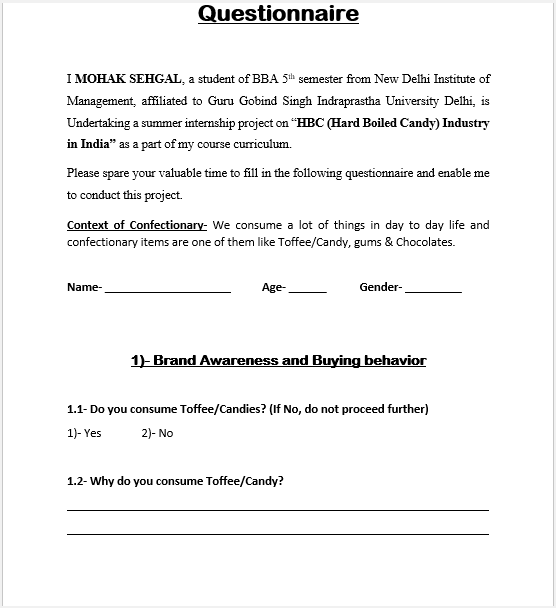 Questionnaire
I MOHAK SEHGAL, a student of BBA 5th semester from New Delhi Institute of
Management, affiliated to Guru Gobind Singh Indraprastha University Delhi, is
Undertaking a summer internship project on “HBC (Hard Boiled Candy) Industry
in India” as a part of my course curriculum.
Please spare your valuable time to fill in the following questionnaire and enable me
to conduct this project.
Context of Confectionary- We consume a lot of things in day to day life and
confectionary items are one of them like Toffee/Candy, gums & Chocolates.
Name- ______________________ Age- ______ Gender- _________
1)- Brand Awareness and Buying behavior
1.1- Do you consume Toffee/Candies? (If No, do not proceed further)
1)- Yes 2)- No
1.2- Why do you consume Toffee/Candy?